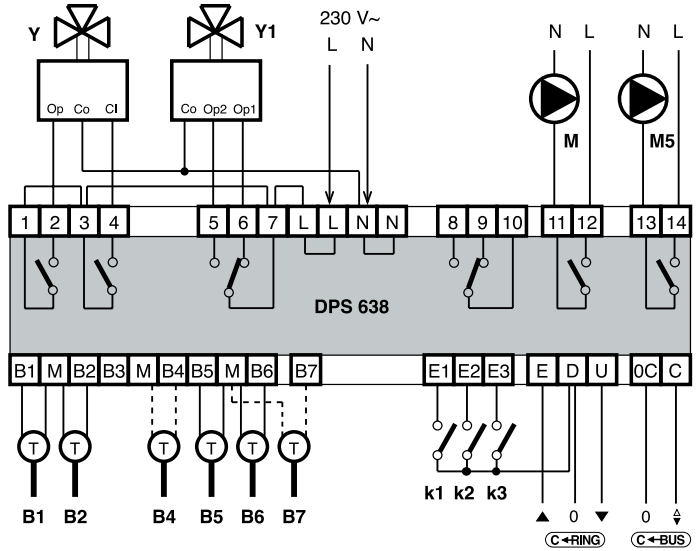 Y Y1 230 V~ N L N L
L N
Op Co Cl Co Op2 Op1
M M5
1 2 3 4 5 6 7 L L N N 8 9 10 11 12 13 14
DPS 638
B1 M B2 B3 M B4 B5 M B6 B7 E1 E2 E3 E D U 0C C
T T T T T T
k1 k2 k3
B1 B2 B4 B5 B6 B7 0 0
C RING C BUS